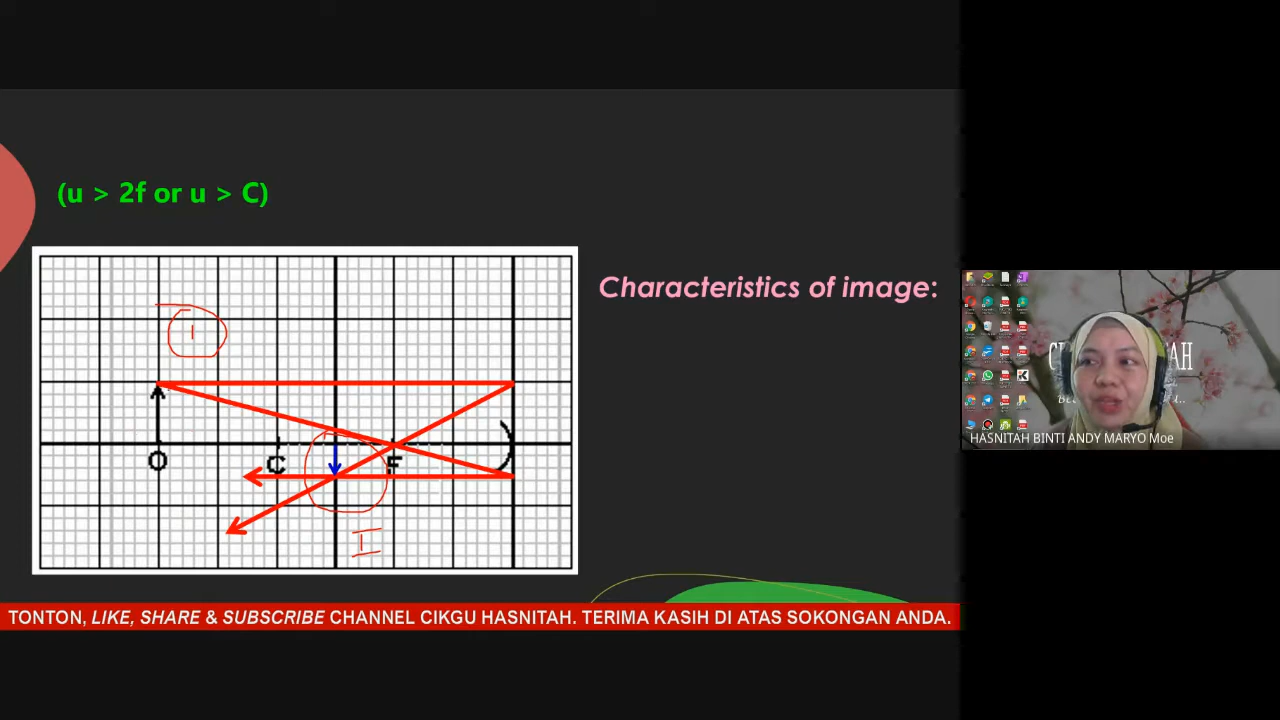 (u > 2f or u > C)
Characteristics of image:
1
O
C
F
I
HASNITAH BINTI ANDY MARYO Moe
TONTON, LIKE, SHARE & SUBSCRIBE CHANNEL CIKGU HASNITAH. TERIMA KASIH DI ATAS SOKONGAN ANDA.